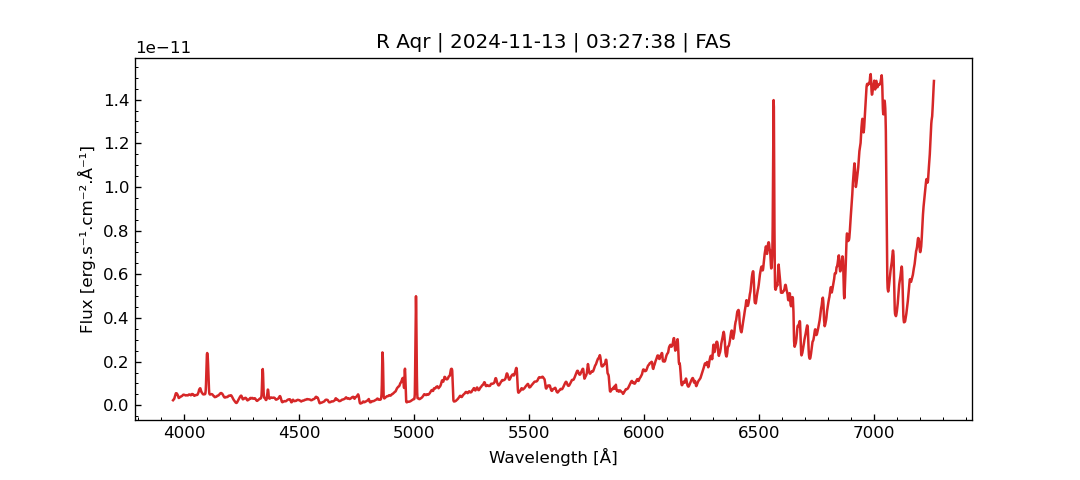 R Aqr | 2024-11-13 | 03:27:38 | FAS
1e−11
1.4
1.2
1.0
0.8
0.6
0.4
0.2
0.0
Flux [erg.s⁻¹.cm⁻².Å⁻¹]
4000 4500 5000 5500 6000 6500 7000
Wavelength [Å]